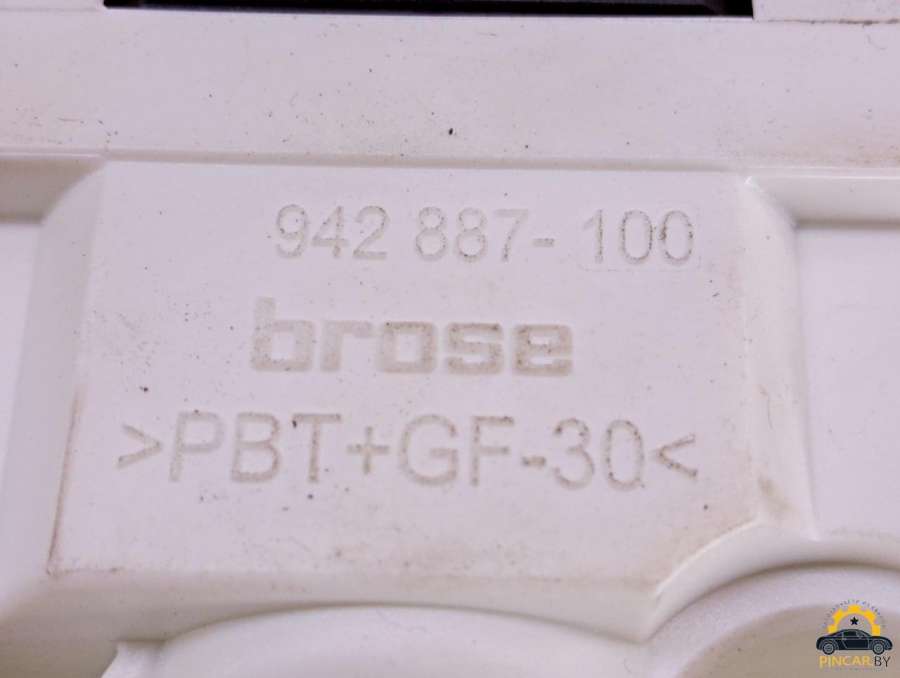 942 887- 100
brose
>PBT+GF-30<
PINCAR.BY